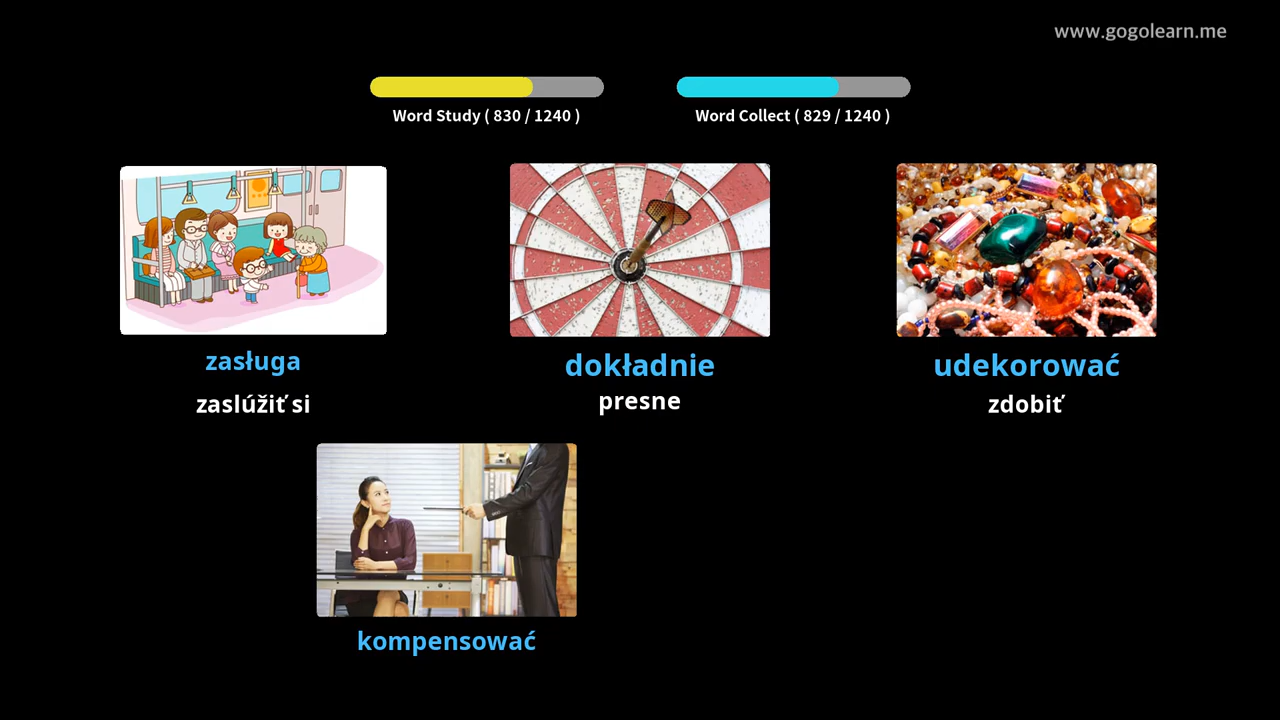 www.gogolearn.me
Word Study ( 830 / 1240 )
Word Collect ( 829 / 1240 )
zasługa
zaslúžiť si
dokładnie
presne
udekorować
zdobiť
kompensować